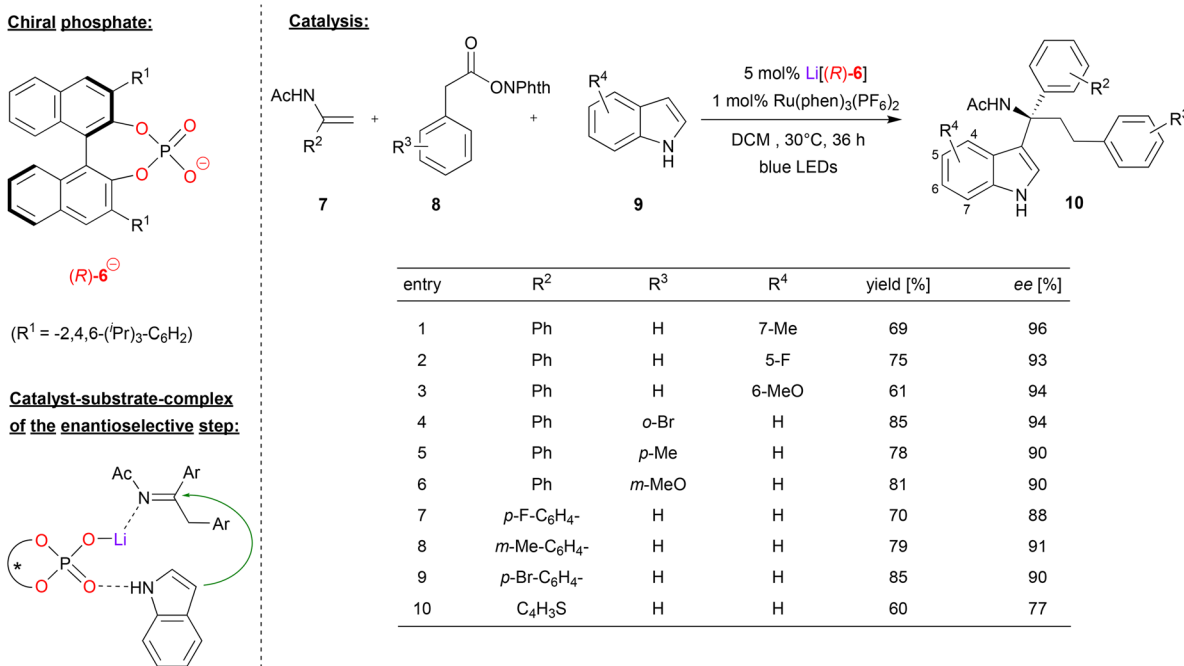 Chiral phosphate:
R¹
O
O
P
O
O
⊖
R¹
(R)-6⊖
(R¹ = -2,4,6-(ⁱPr)₃-C₆H₂)
Catalyst-substrate-complex
of the enantioselective step:
Ac
Ar
N
Ar
O
O
Li
*
P
O
O
HN
Catalysis:
AcHN
R²
7
+
O
ONPhth
R³
8
+
R⁴
N
H
9
5 mol% Li[(R)-6]
1 mol% Ru(phen)₃(PF₆)₂
DCM , 30°C, 36 h
blue LEDs
R²
AcHN
R³
R⁴
4
5
6
7
N
H
10
entry R² R³ R⁴ yield [%] ee [%]
1 Ph H 7-Me 69 96
2 Ph H 5-F 75 93
3 Ph H 6-MeO 61 94
4 Ph o-Br H 85 94
5 Ph p-Me H 78 90
6 Ph m-MeO H 81 90
7 p-F-C₆H₄- H H 70 88
8 m-Me-C₆H₄- H H 79 91
9 p-Br-C₆H₄- H H 85 90
10 C₄H₃S H H 60 77